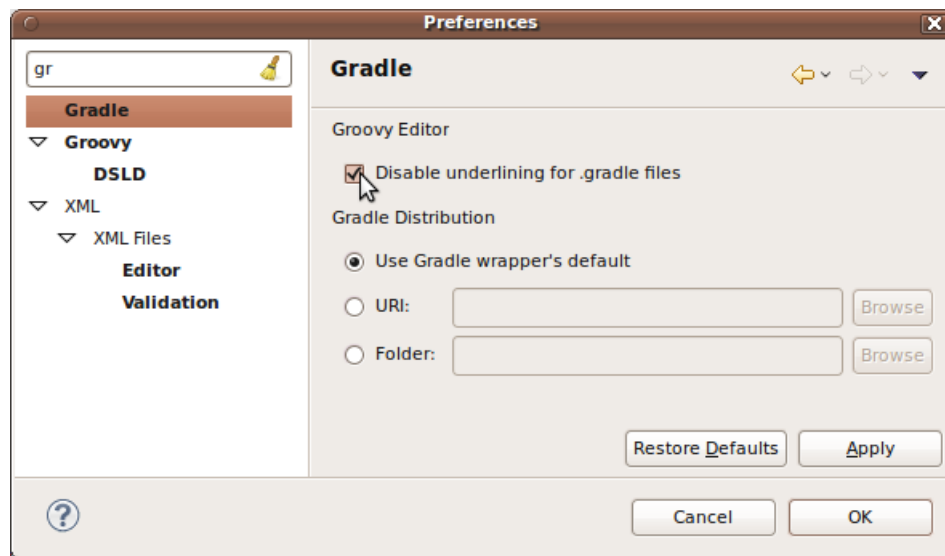 Preferences
gr
Gradle
Groovy
DSLD
XML
XML Files
Editor
Validation
Gradle
Groovy Editor
Disable underlining for .gradle files
Gradle Distribution
Use Gradle wrapper's default
URI:
Browse
Folder:
Browse
Restore Defaults
Apply
?
Cancel
OK